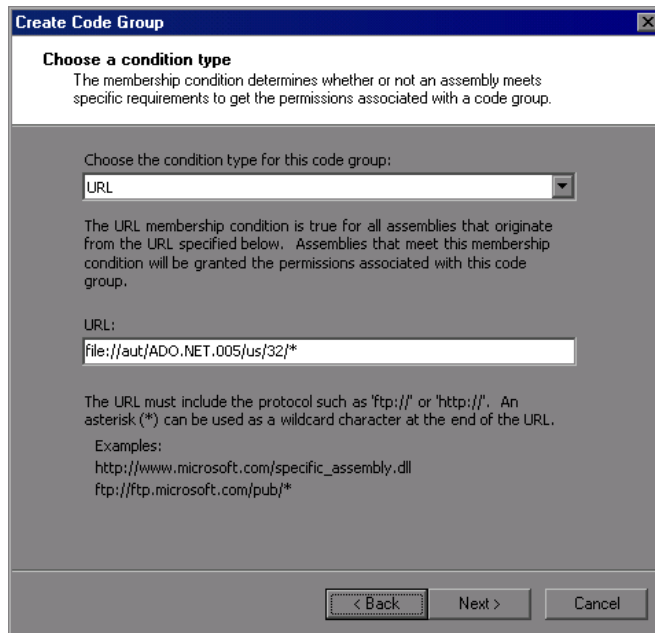 Create Code Group
Choose a condition type
The membership condition determines whether or not an assembly meets
specific requirements to get the permissions associated with a code group.
Choose the condition type for this code group:
URL
The URL membership condition is true for all assemblies that originate
from the URL specified below. Assemblies that meet this membership
condition will be granted the permissions associated with this code
group.
URL:
file://aut/ADO.NET.005/us/32/*
The URL must include the protocol such as 'ftp://' or 'http://'. An
asterisk (*) can be used as a wildcard character at the end of the URL.
Examples:
http://www.microsoft.com/specific_assembly.dll
ftp://ftp.microsoft.com/pub/*
< Back Next > Cancel